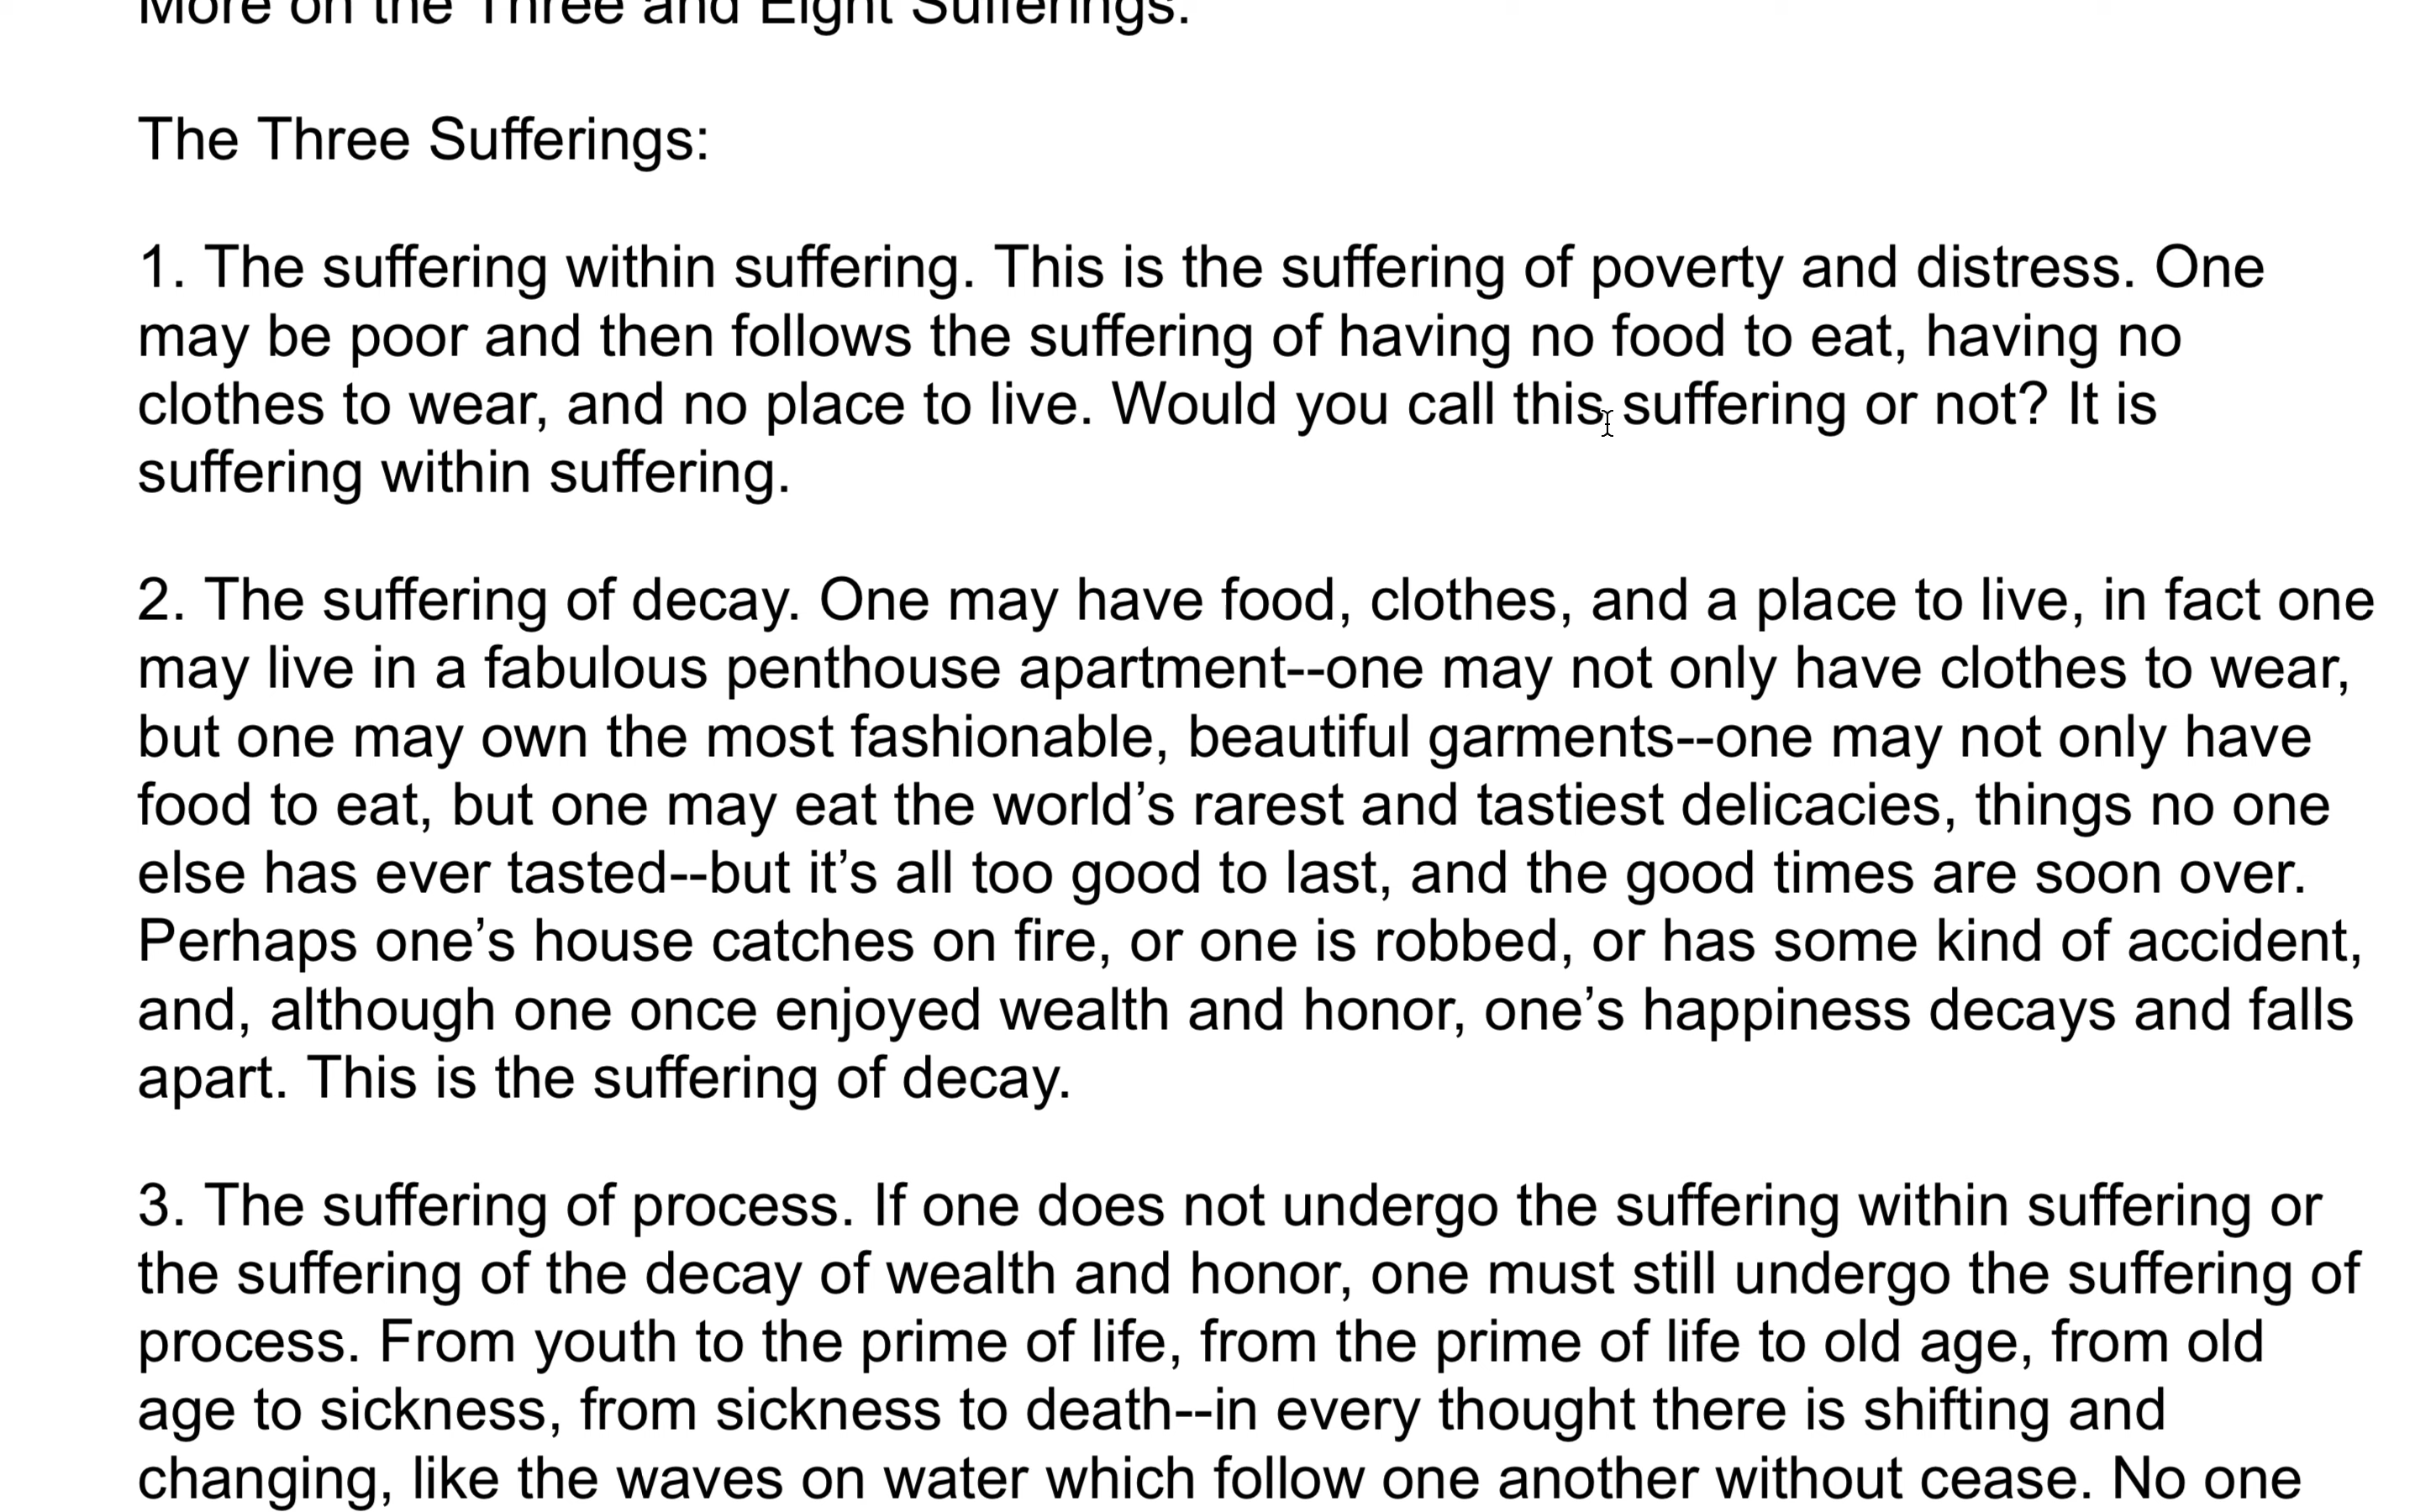 More on the Three and Eight Sufferings.
The Three Sufferings:
1. The suffering within suffering. This is the suffering of poverty and distress. One
may be poor and then follows the suffering of having no food to eat, having no
clothes to wear, and no place to live. Would you call this suffering or not? It is
suffering within suffering.
2. The suffering of decay. One may have food, clothes, and a place to live, in fact one
may live in a fabulous penthouse apartment--one may not only have clothes to wear,
but one may own the most fashionable, beautiful garments--one may not only have
food to eat, but one may eat the world’s rarest and tastiest delicacies, things no one
else has ever tasted--but it’s all too good to last, and the good times are soon over.
Perhaps one’s house catches on fire, or one is robbed, or has some kind of accident,
and, although one once enjoyed wealth and honor, one’s happiness decays and falls
apart. This is the suffering of decay.
3. The suffering of process. If one does not undergo the suffering within suffering or
the suffering of the decay of wealth and honor, one must still undergo the suffering of
process. From youth to the prime of life, from the prime of life to old age, from old
age to sickness, from sickness to death--in every thought there is shifting and
changing, like the waves on water which follow one another without cease. No one